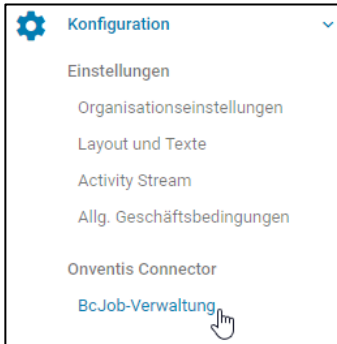 Konfiguration
Einstellungen
Organisationseinstellungen
Layout und Texte
Activity Stream
Allg. Geschäftsbedingungen
Onventis Connector
BcJob-Verwaltung